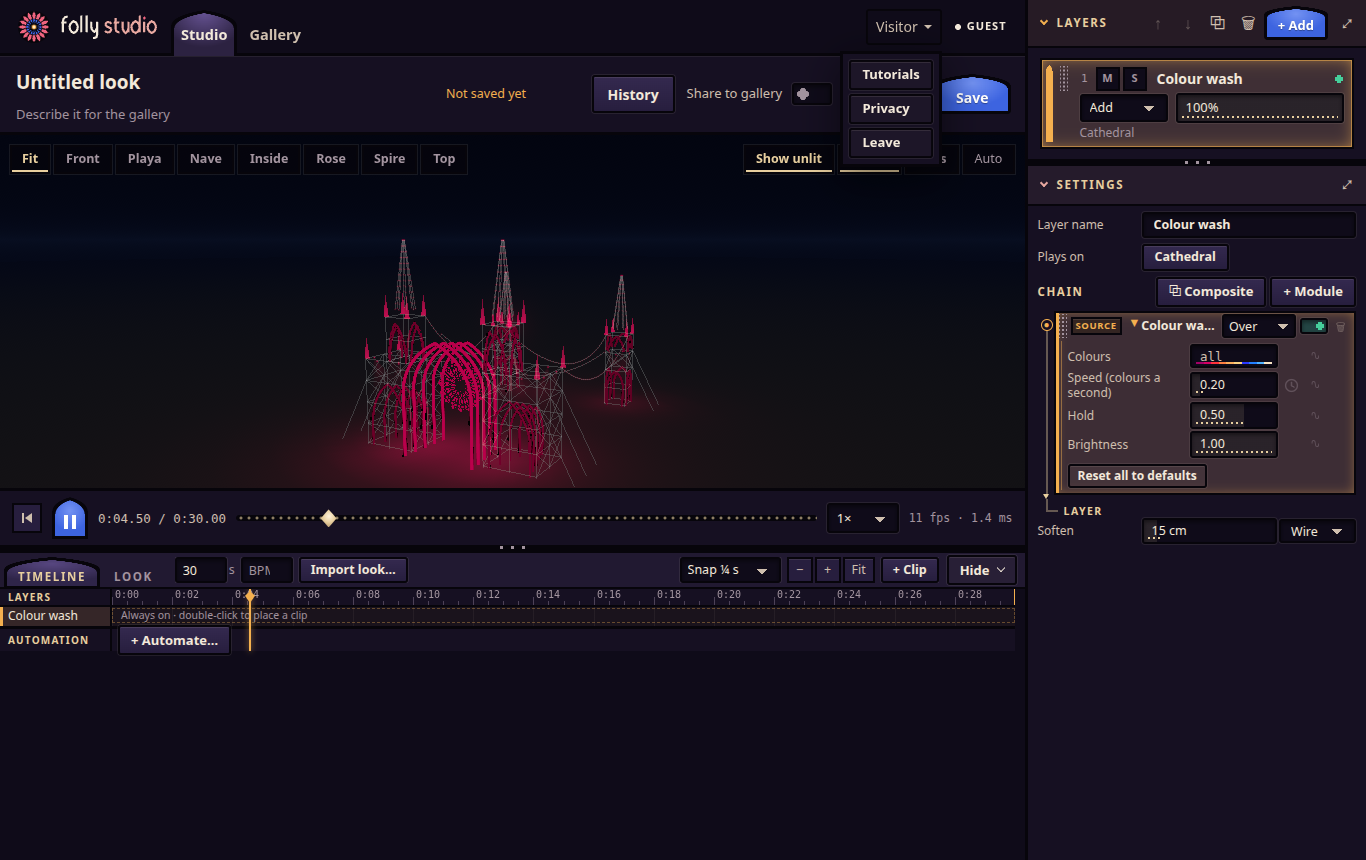 folly studio
Studio
Gallery
Visitor
GUEST
Untitled look
Describe it for the gallery
Not saved yet
History
Share to gallery
Save
Tutorials
Privacy
Leave
Fit
Front
Playa
Nave
Inside
Rose
Spire
Top
Show unlit
Auto
0:04.50 / 0:30.00
1×
11 fps · 1.4 ms
TIMELINE
LOOK
30 s
BPM
Import look...
Snap ¼ s
−
+
Fit
+ Clip
Hide
LAYERS
0:00 0:02 0:04 0:06 0:08 0:10 0:12 0:14 0:16 0:18 0:20 0:22 0:24 0:26 0:28
Colour wash
Always on · double-click to place a clip
AUTOMATION
+ Automate...
LAYERS
+ Add
1 M S Colour wash
Add
100%
Cathedral
SETTINGS
Layer name
Colour wash
Plays on
Cathedral
CHAIN
Composite
+ Module
SOURCE
Colour wa...
Over
Colours
all
Speed (colours a
second)
0.20
Hold
0.50
Brightness
1.00
Reset all to defaults
LAYER
Soften
15 cm
Wire